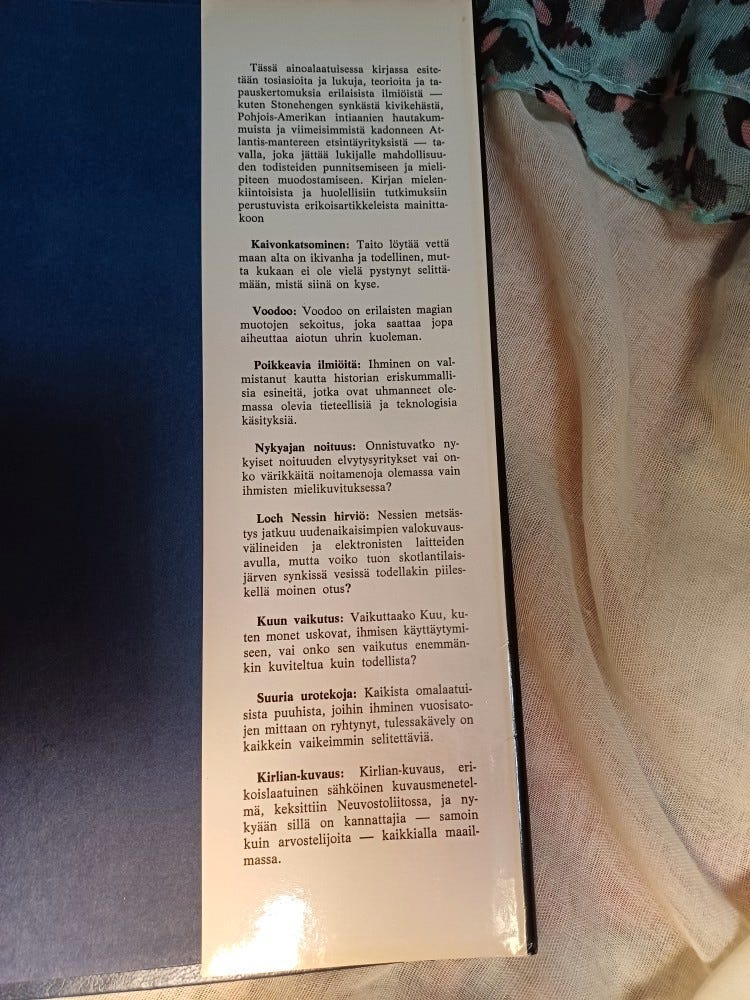 Tässä ainoalaatuisessa kirjassa esite-
tään tosiasioita ja lukuja, teorioita ja ta-
pauskertomuksia erilaisista ilmiöistä —
kuten Stonehengen synkästä kivikehästä,
Pohjois-Amerikan intiaanien hautakum-
muista ja viimeisimmistä kadonneen At-
lantis-mantereen etsintäyrityksistä — ta-
valla, joka jättää lukijalle mahdollisuu-
den todisteiden punnitsemiseen ja mieli-
piteen muodostamiseen. Kirjan mielen-
kiintoisista ja huolellisiin tutkimuksiin
perustuvista erikoisartikkeleista mainitta-
koon
Kaivonkatsominen: Taito löytää vettä
maan alta on ikivanha ja todellinen, mut-
ta kukaan ei ole vielä pystynyt selittä-
mään, mistä siinä on kyse.
Voodoo: Voodoo on erilaisten magian
muotojen sekoitus, joka saattaa jopa
aiheuttaa aiotun uhrin kuoleman.
Poikkeavia ilmiöitä: Ihminen on val-
mistanut kautta historian eriskummalli-
sia esineitä, jotka ovat uhmanneet ole-
massa olevia tieteellisiä ja teknologisia
käsityksiä.
Nykyajan noituus: Onnistuvatko ny-
kyiset noituuden elvytysyritykset vai on-
ko värikkäitä noitamenoja olemassa vain
ihmisten mielikuvituksessa?
Loch Nessin hirviö: Nessien metsäs-
tys jatkuu uudenaikaisimpien valokuvaus-
välineiden ja elektronisten laitteiden
avulla, mutta voiko tuon skotlantilais-
järven synkissä vesissä todellakin piiles-
kellä moinen otus?
Kuun vaikutus: Vaikuttaako Kuu, ku-
ten monet uskovat, ihmisen käyttäytymi-
seen, vai onko sen vaikutus enemmän-
kin kuviteltua kuin todellista?
Suuria urotekoja: Kaikista omalaatui-
sista puuhista, joihin ihminen vuosisato-
jen mittaan on ryhtynyt, tulessakävely on
kaikkein vaikeimmin selitettäviä.
Kirlian-kuvaus: Kirlian-kuvaus, eri-
koislaatuinen sähköinen kuvausmenetel-
mä, keksittiin Neuvostoliitossa, ja ny-
kyään sillä on kannattajia — samoin
kuin arvostelijoita — kaikkialla maail-
massa.